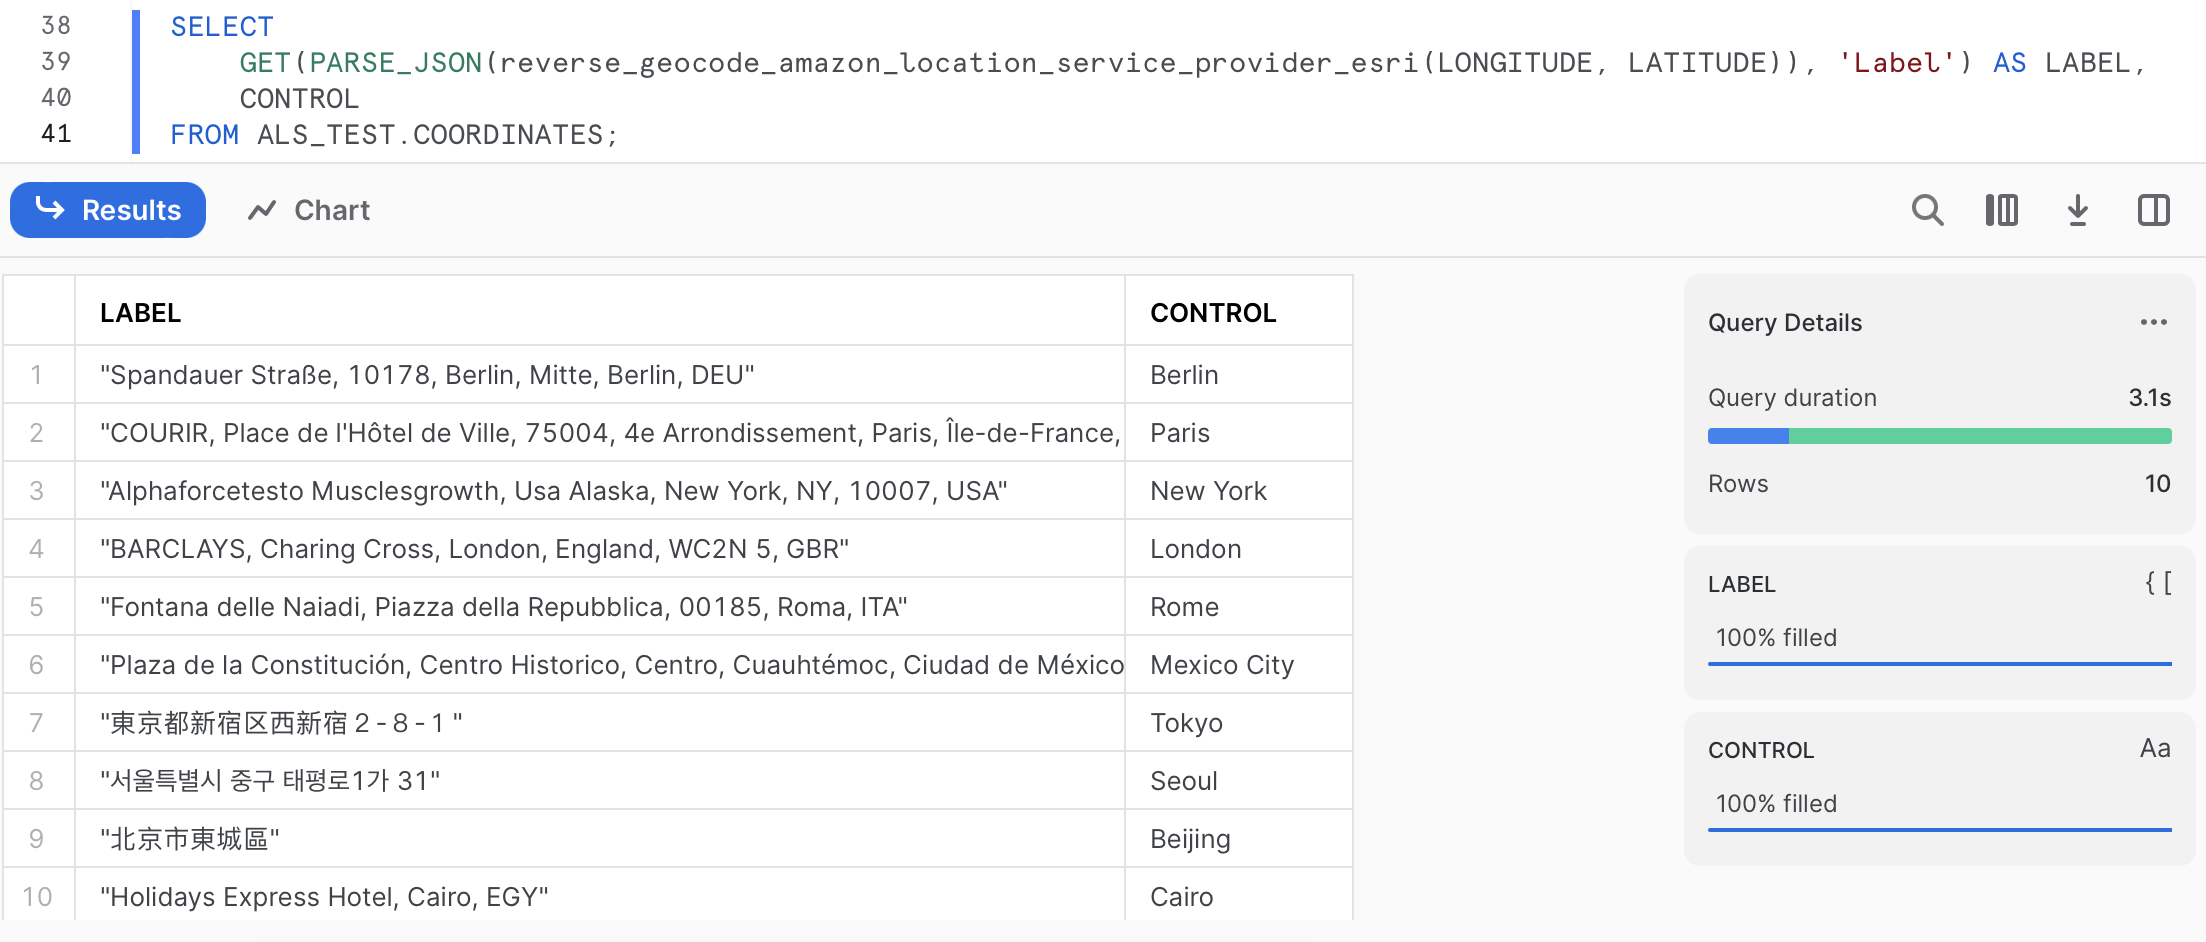 38 SELECT
39 GET(PARSE_JSON(reverse_geocode_amazon_location_service_provider_esri(LONGITUDE, LATITUDE)), 'Label') AS LABEL,
40 CONTROL
41 FROM ALS_TEST.COORDINATES;
Results Chart
LABEL CONTROL
1 "Spandauer Straße, 10178, Berlin, Mitte, Berlin, DEU" Berlin
2 "COURIR, Place de l'Hôtel de Ville, 75004, 4e Arrondissement, Paris, Île-de-France, Paris
3 "Alphaforcetesto Musclesgrowth, Usa Alaska, New York, NY, 10007, USA" New York
4 "BARCLAYS, Charing Cross, London, England, WC2N 5, GBR" London
5 "Fontana delle Naiadi, Piazza della Repubblica, 00185, Roma, ITA" Rome
6 "Plaza de la Constitución, Centro Historico, Centro, Cuauhtémoc, Ciudad de México Mexico City
7 "東京都新宿区西新宿２-８-１" Tokyo
8 "서울특별시 중구 태평로1가 31" Seoul
9 "北京市東城區" Beijing
10 "Holidays Express Hotel, Cairo, EGY" Cairo
Query Details ...
Query duration 3.1s
Rows 10
LABEL { [
100% filled
CONTROL Aa
100% filled